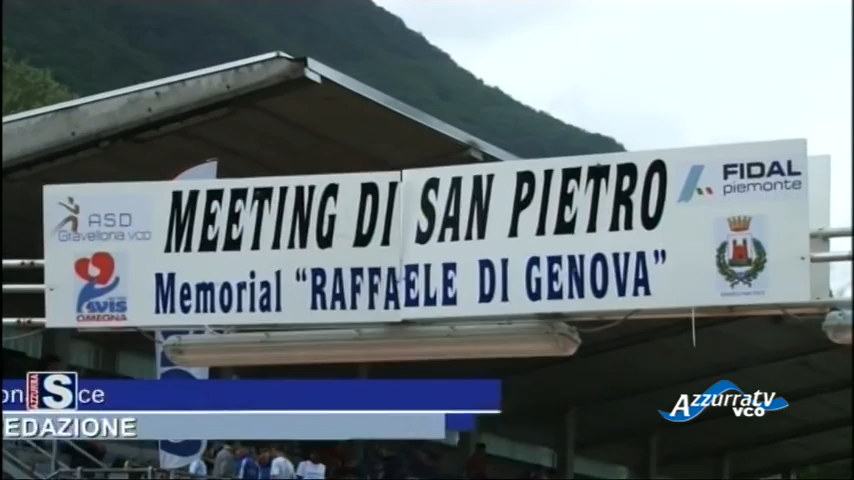 MEETING DI SAN PIETRO
Memorial "RAFFAELE DI GENOVA"
ASD
Gravellona VCO
AVIS
OMEGNA
FIDAL
piemonte
AZZURRA
S
ce
EDAZIONE
Azzurratv
VCO